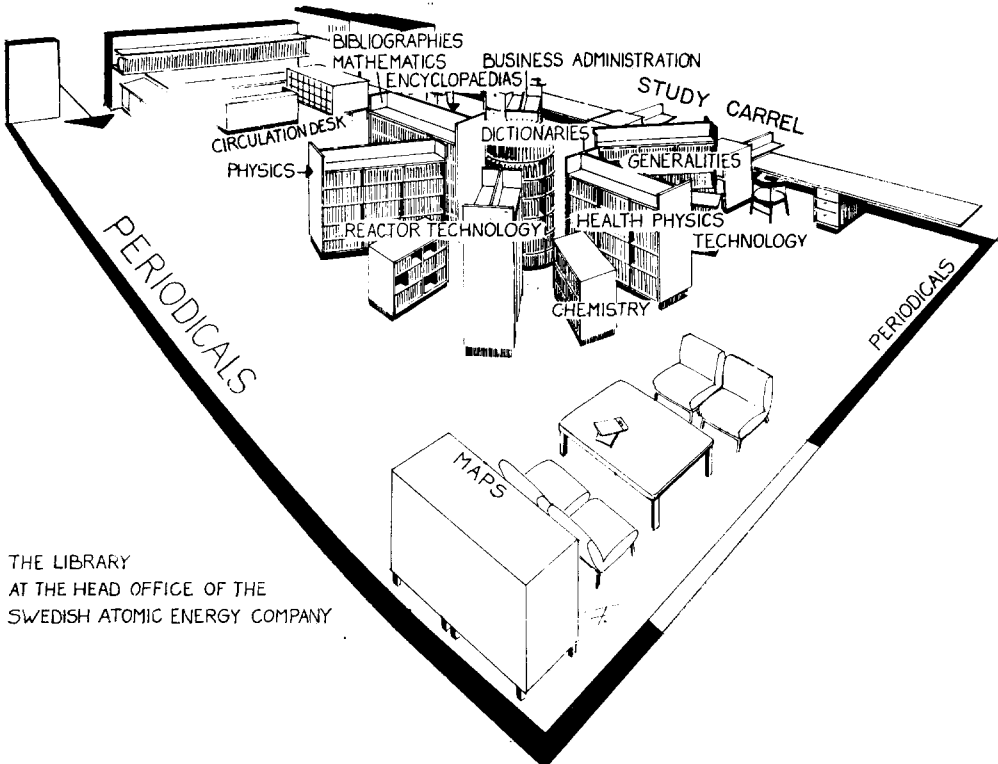 BIBLIOGRAPHIES
MATHEMATICS
ENCYCLOPAEDIAS
BUSINESS ADMINISTRATION
STUDY CARREL
CIRCULATION DESK
DICTIONARIES
GENERALITIES
PHYSICS
REACTOR TECHNOLOGY
HEALTH PHYSICS
TECHNOLOGY
CHEMISTRY
PERIODICALS
PERIODICALS
MAPS
THE LIBRARY
AT THE HEAD OFFICE OF THE
SWEDISH ATOMIC ENERGY COMPANY